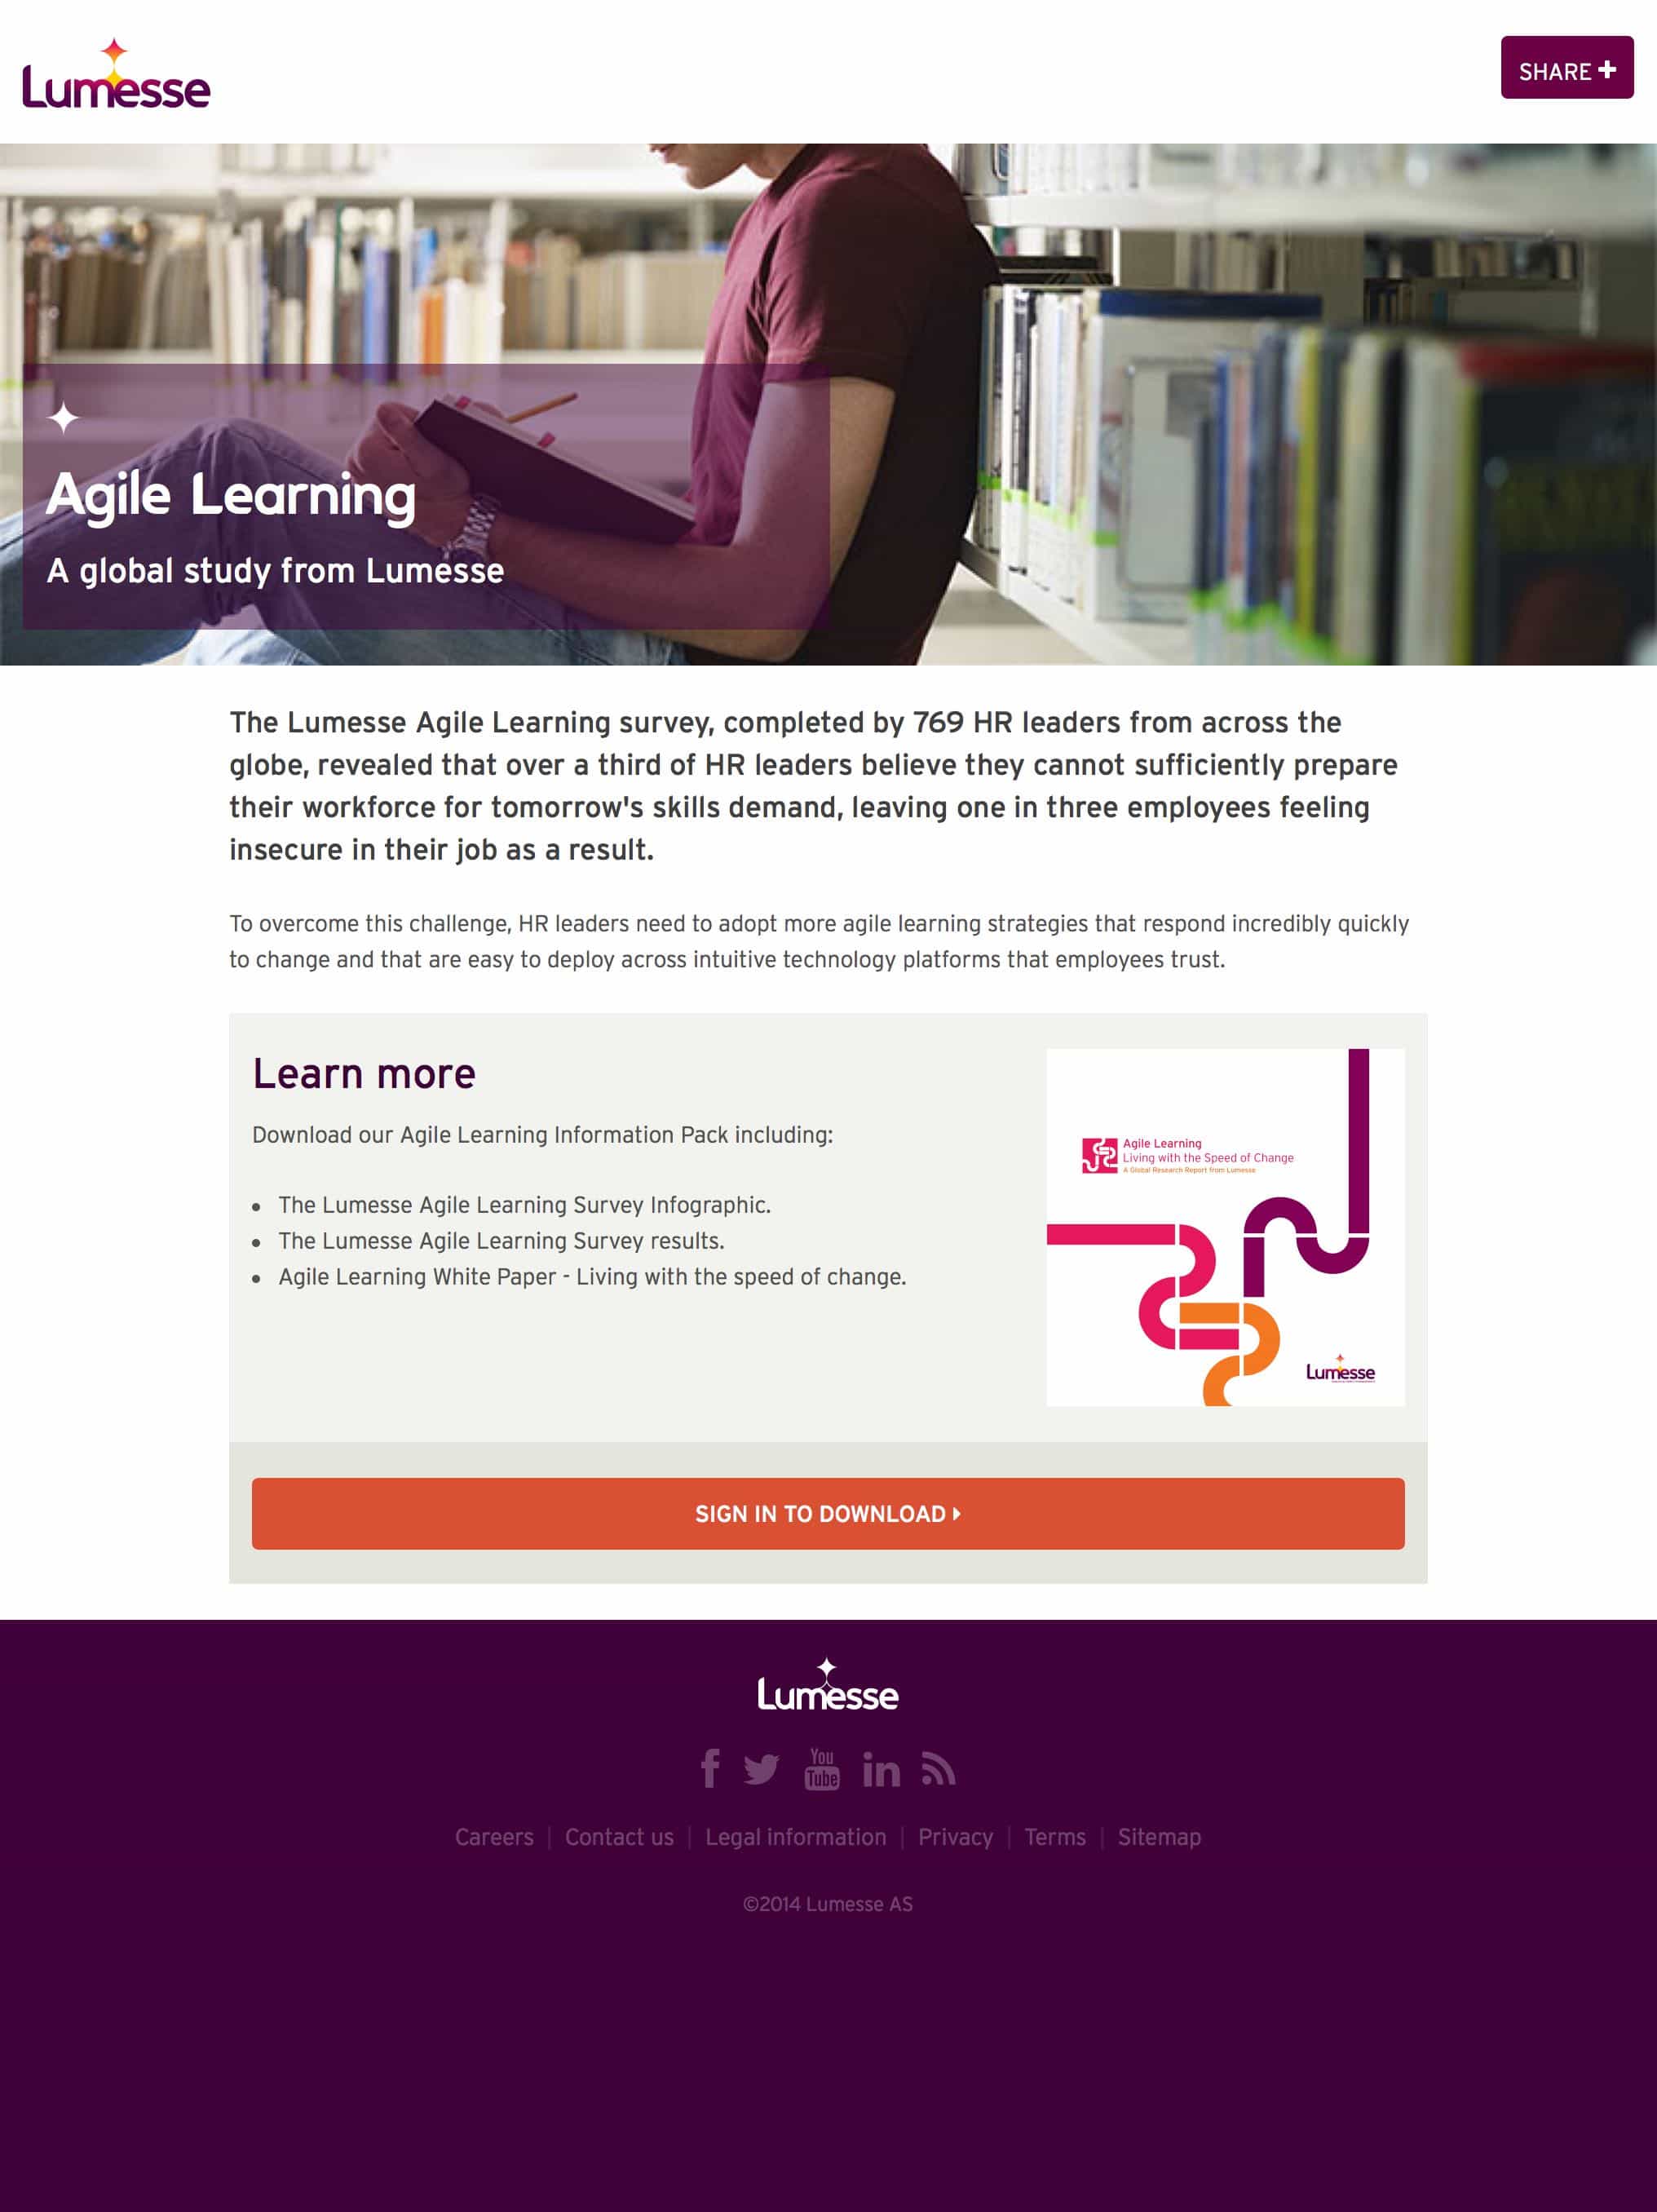 Lumesse
SHARE +
Agile Learning
A global study from Lumesse
The Lumesse Agile Learning survey, completed by 769 HR leaders from across the
globe, revealed that over a third of HR leaders believe they cannot sufficiently prepare
their workforce for tomorrow's skills demand, leaving one in three employees feeling
insecure in their job as a result.
To overcome this challenge, HR leaders need to adopt more agile learning strategies that respond incredibly quickly
to change and that are easy to deploy across intuitive technology platforms that employees trust.
Learn more
Download our Agile Learning Information Pack including:
• The Lumesse Agile Learning Survey Infographic.
• The Lumesse Agile Learning Survey results.
• Agile Learning White Paper - Living with the speed of change.
Agile Learning
Living with the Speed of Change
A Global Research Report from Lumesse
Lumesse
SIGN IN TO DOWNLOAD
Lumesse
f You Tube in
Careers | Contact us | Legal information | Privacy | Terms | Sitemap
©2014 Lumesse AS